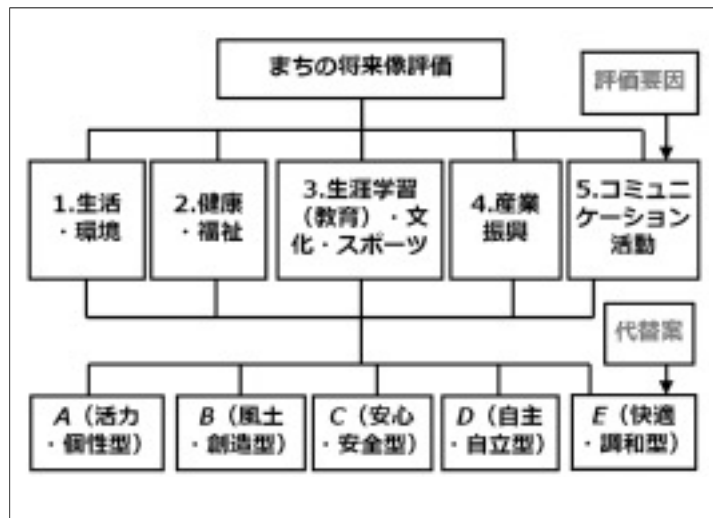 まちの将来像評価
評価要因
1.生活
・環境
2.健康
・福祉
3.生涯学習
（教育）・文
化・スポーツ
4.産業
振興
5.コミュニ
ケーション
活動
代替案
A（活力
・個性型）
B（風土
・創造型）
C（安心
・安全型）
D（自主
・自立型）
E（快適
・調和型）